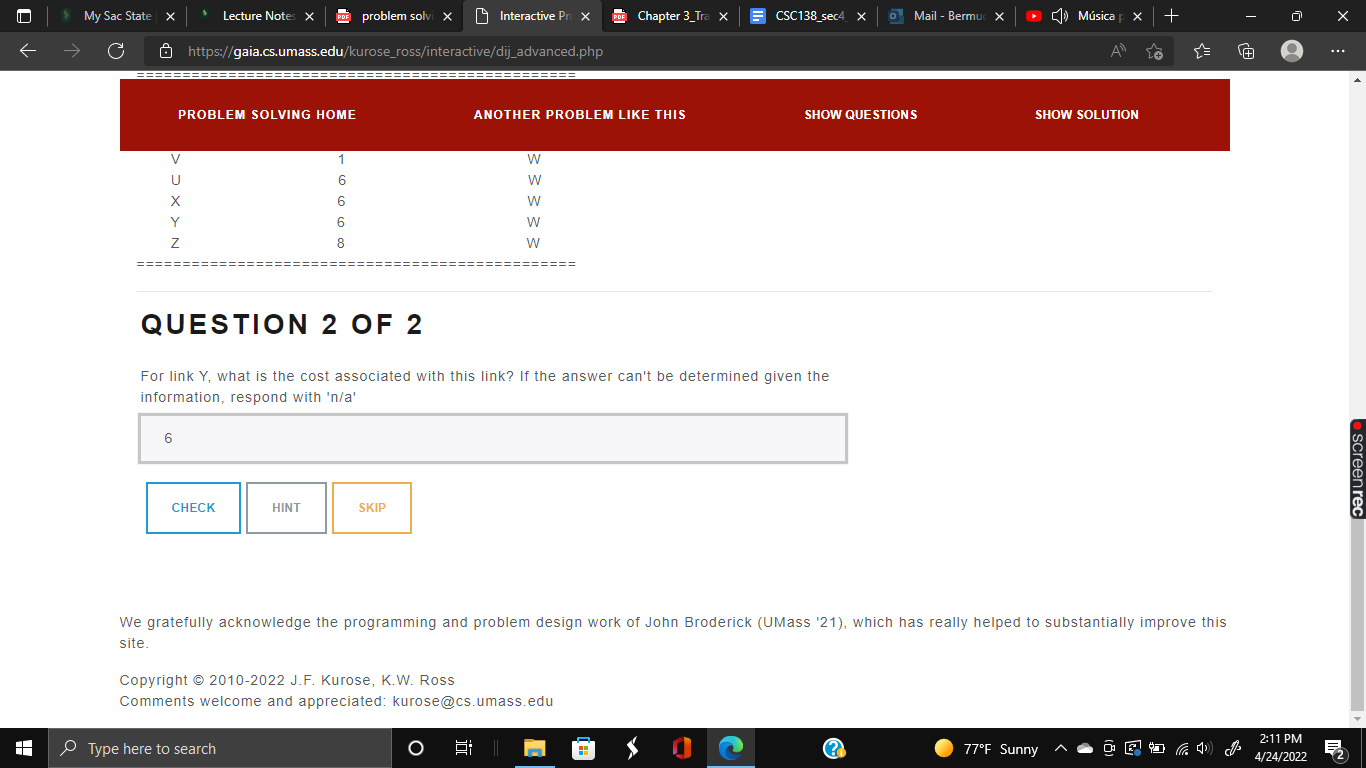 My Sac State
Lecture Notes
problem solvi
Interactive Pr
Chapter 3_Tra
CSC138_sec4_
Mail - Bermu
Música p
https://gaia.cs.umass.edu/kurose_ross/interactive/dij_advanced.php
================================================
PROBLEM SOLVING HOME ANOTHER PROBLEM LIKE THIS SHOW QUESTIONS SHOW SOLUTION
V 1 W
U 6 W
X 6 W
Y 6 W
Z 8 W
================================================
QUESTION 2 OF 2
For link Y, what is the cost associated with this link? If the answer can't be determined given the
information, respond with 'n/a'
6
CHECK HINT SKIP
screenrec
We gratefully acknowledge the programming and problem design work of John Broderick (UMass '21), which has really helped to substantially improve this
site.
Copyright © 2010-2022 J.F. Kurose, K.W. Ross
Comments welcome and appreciated: kurose@cs.umass.edu
Type here to search
77°F Sunny
2:11 PM
4/24/2022
2